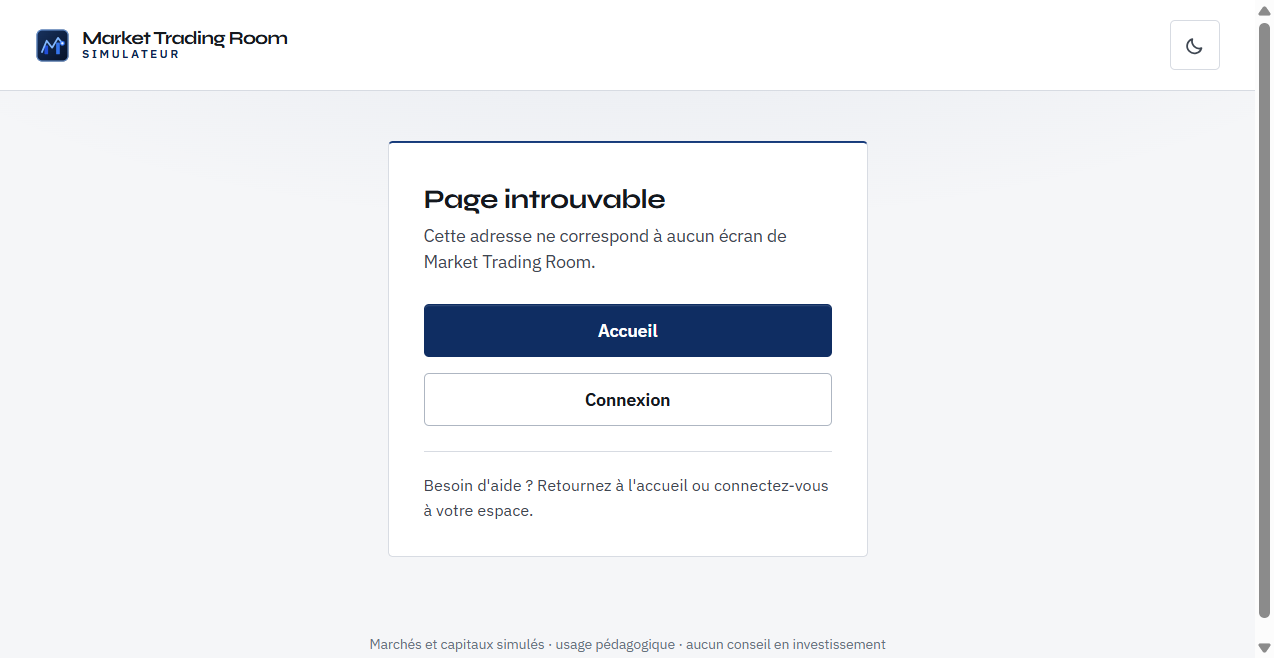 Market Trading Room
SIMULATEUR
Page introuvable
Cette adresse ne correspond à aucun écran de
Market Trading Room.
Accueil
Connexion
Besoin d'aide ? Retournez à l'accueil ou connectez-vous
à votre espace.
Marchés et capitaux simulés · usage pédagogique · aucun conseil en investissement